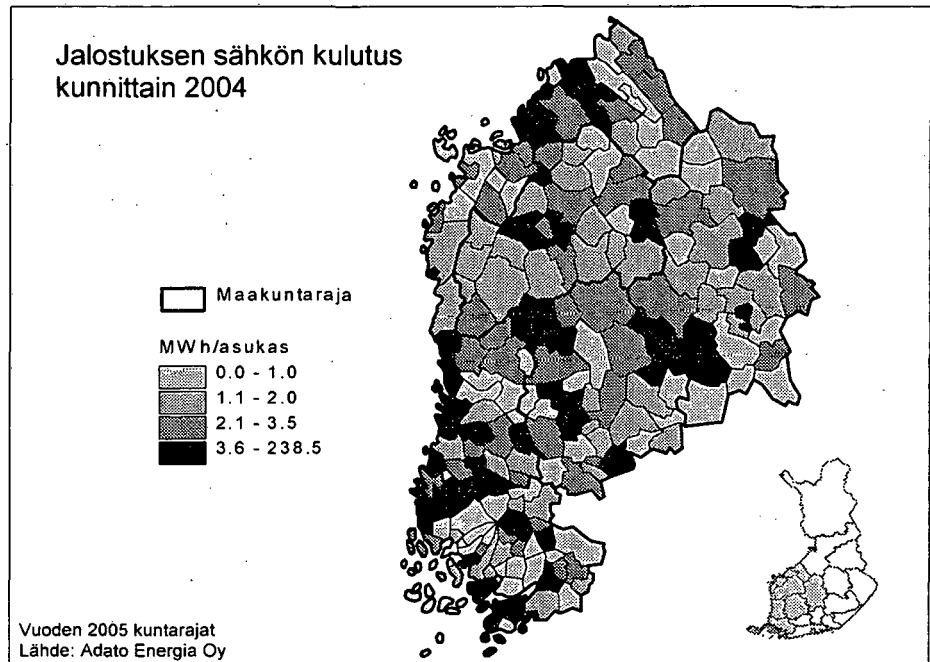 Jalostuksen sähkön kulutus
kunnittain 2004
Maakuntaraja
MWh/asukas
0.0 - 1.0
1.1 - 2.0
2.1 - 3.5
3.6 - 238.5
Vuoden 2005 kuntarajat
Lähde: Adato Energia Oy